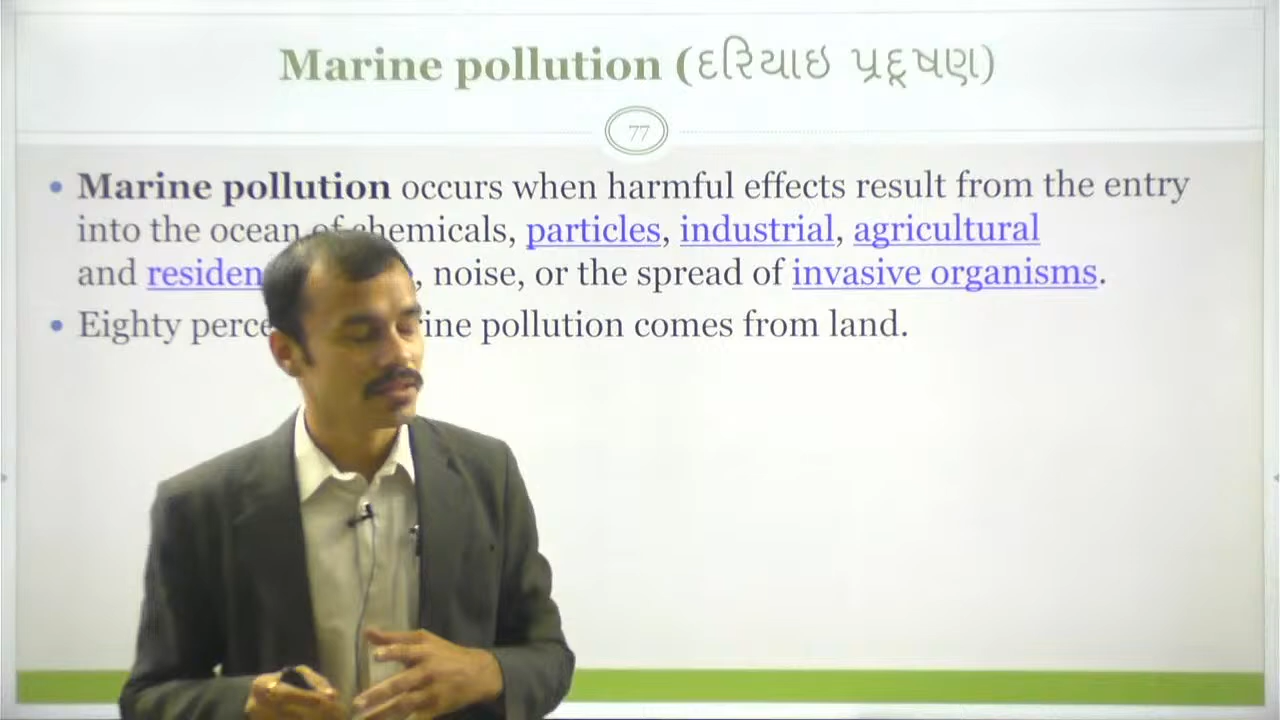 Marine pollution (દરિયાઇ પ્રદૂષણ)
77
Marine pollution occurs when harmful effects result from the entry
into the ocean of chemicals, particles, industrial, agricultural
and , noise, or the spread of invasive organisms.
Eighty pollution comes from land.